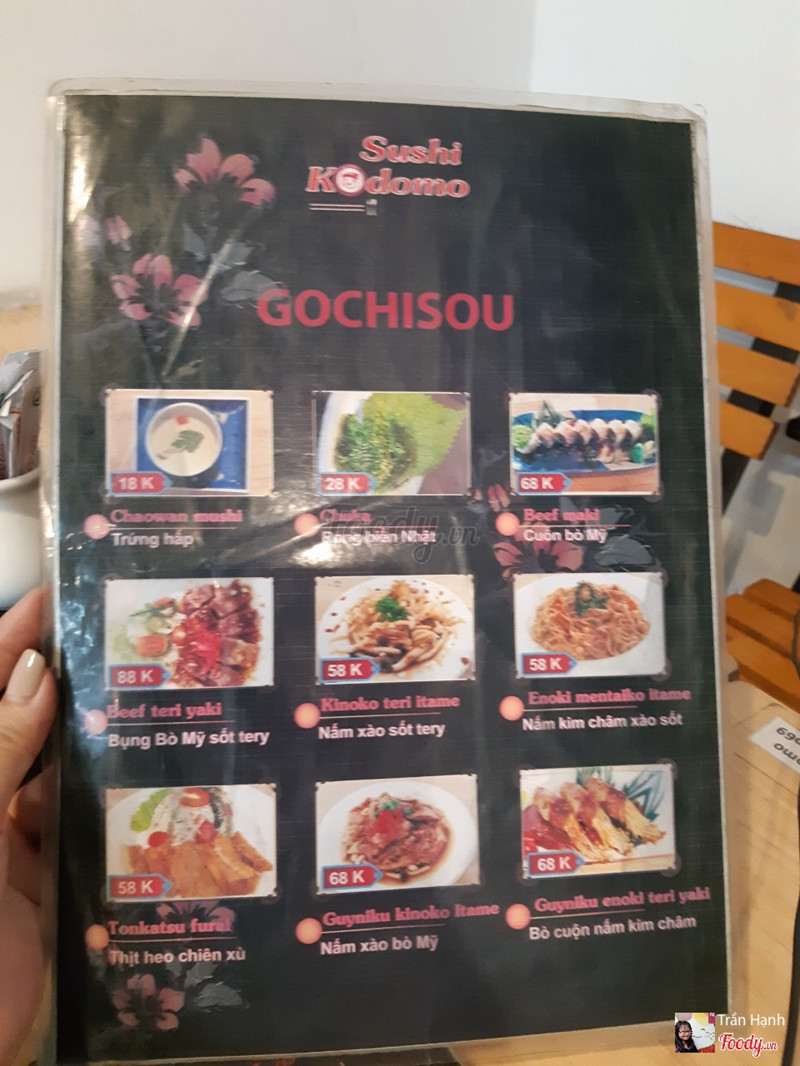 Sushi
Kodomo
GOCHISOU
18 K
28 K
68 K
Chaowan mushi
Chuka
Beef maki
Trứng hấp
Rong biển Nhật
Cuốn bò Mỹ
foody.vn
88 K
58 K
58 K
Beef teri yaki
Kinoko teri itame
Enoki mentaiko itame
Bụng Bò Mỹ sốt tery
Nấm xào sốt tery
Nấm kim châm xào sốt
58 K
68 K
68 K
Tonkatsu furai
Guyniku kinoko itame
Guyniku enoki teri yaki
Thịt heo chiên xù
Nấm xào bò Mỹ
Bò cuộn nấm kim châm
Trần Hạnh
Foody.vn